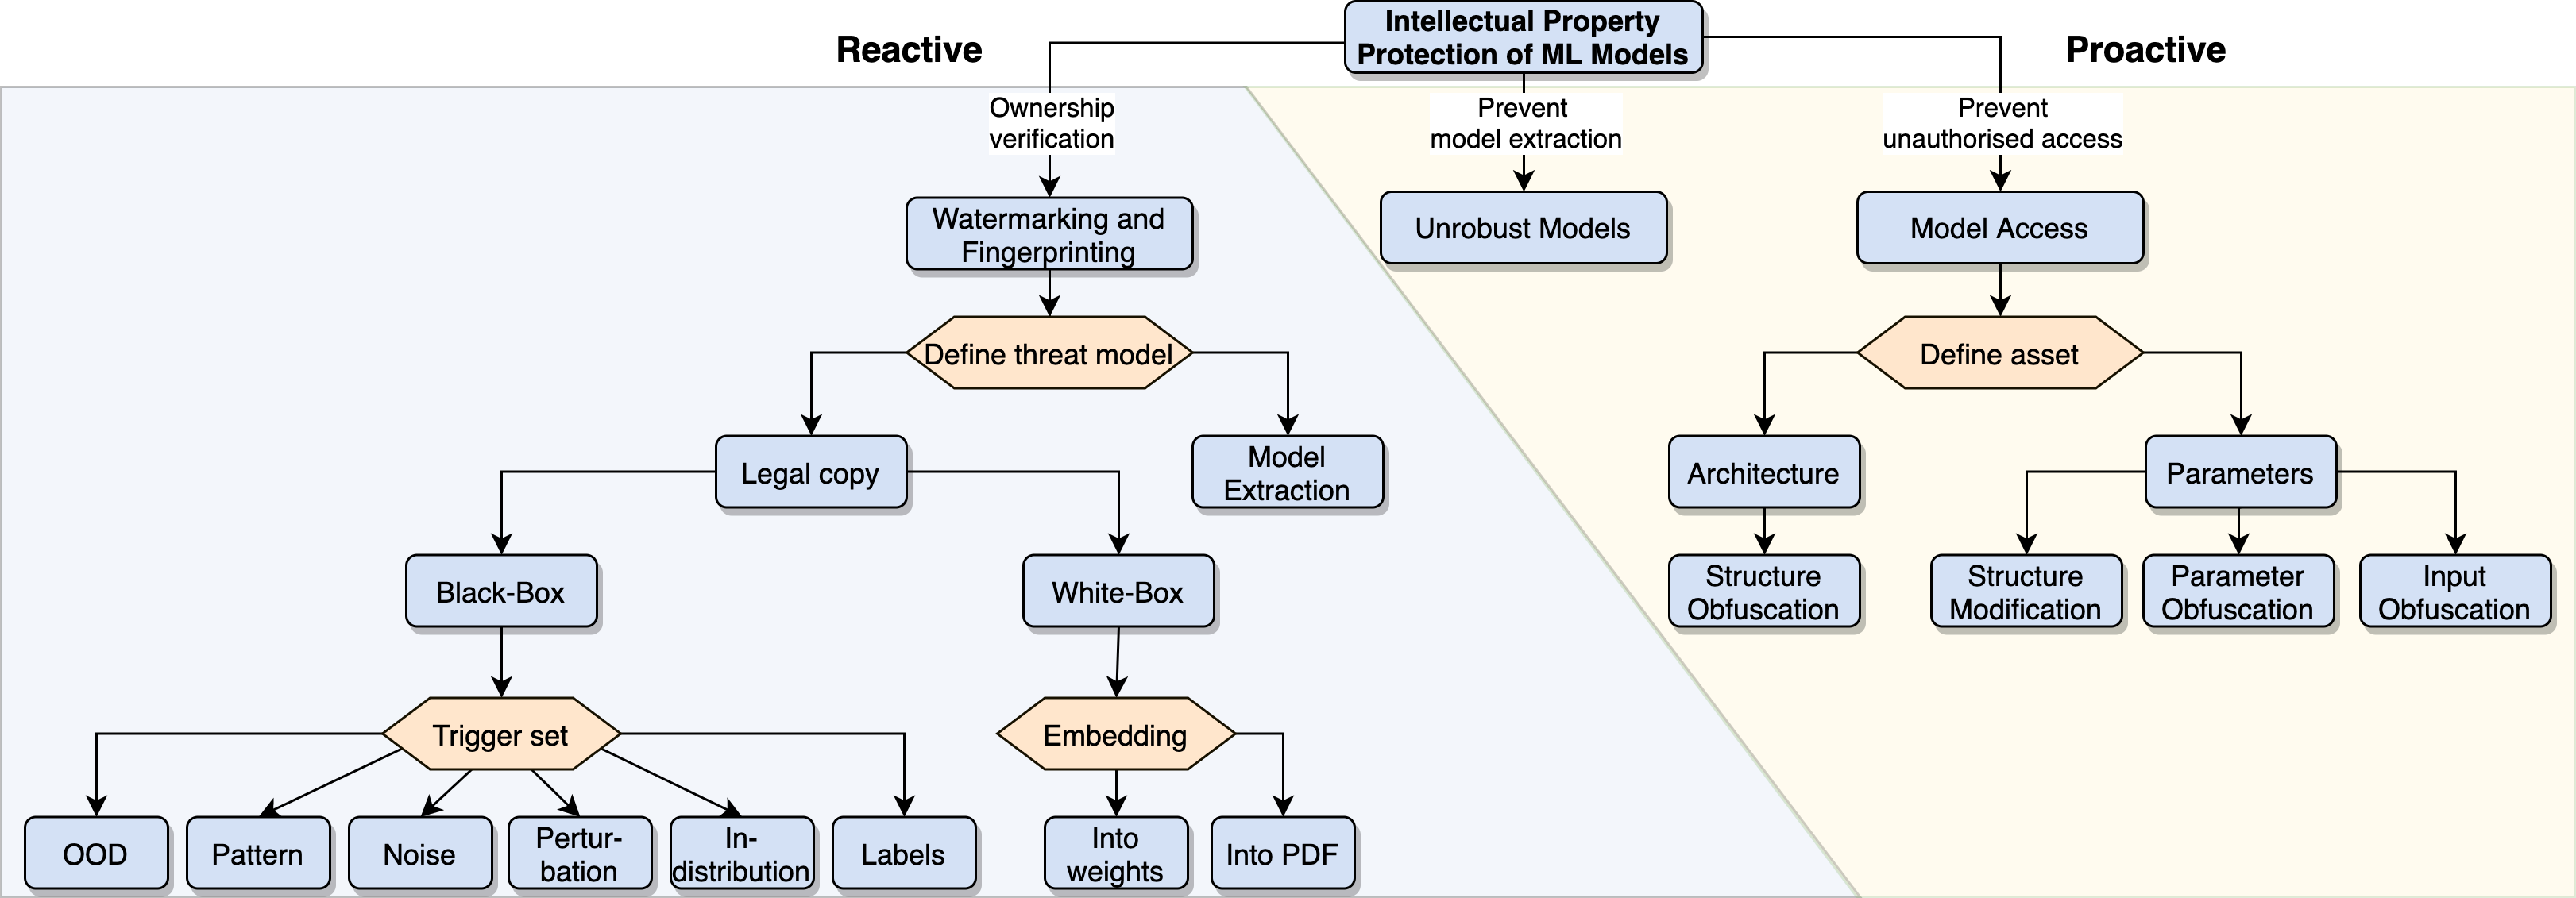 Intellectual Property
Protection of ML Models
Reactive
Proactive
Ownership
verification
Prevent
model extraction
Prevent
unauthorised access
Watermarking and
Fingerprinting
Unrobust Models
Model Access
Define threat model
Define asset
Legal copy
Model
Extraction
Architecture
Parameters
Black-Box
White-Box
Structure
Obfuscation
Structure
Modification
Parameter
Obfuscation
Input
Obfuscation
Trigger set
Embedding
OOD
Pattern
Noise
Pertur-
bation
In-
distribution
Labels
Into
weights
Into PDF